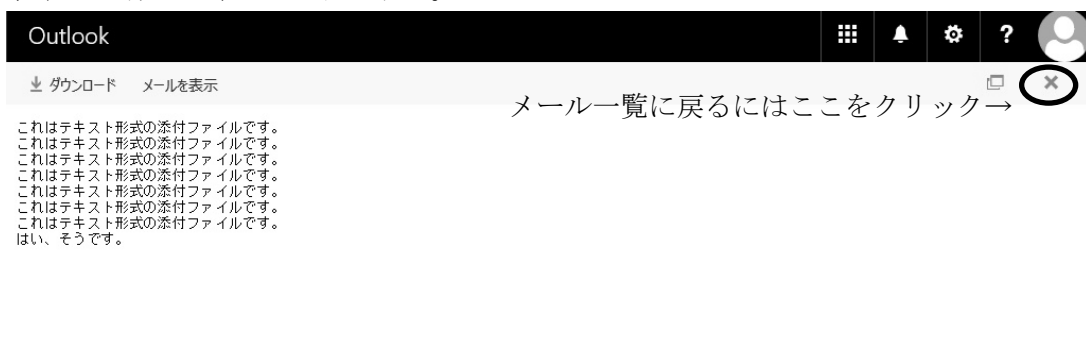 Outlook
?
ダウンロード メールを表示
メール一覧に戻るにはここをクリック→
これはテキスト形式の添付ファイルです。
これはテキスト形式の添付ファイルです。
これはテキスト形式の添付ファイルです。
これはテキスト形式の添付ファイルです。
これはテキスト形式の添付ファイルです。
これはテキスト形式の添付ファイルです。
これはテキスト形式の添付ファイルです。
はい、そうです。